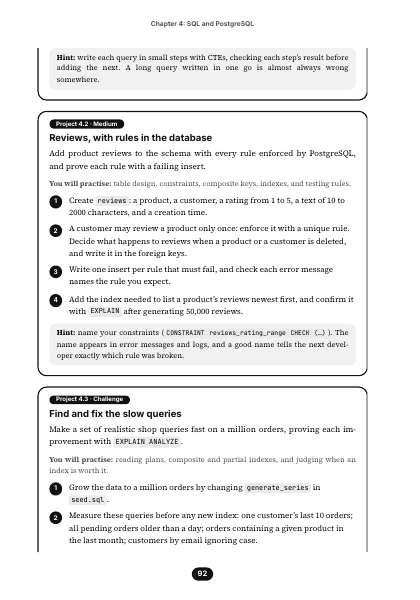 Chapter 4: SQL and PostgreSQL
Hint: write each query in small steps with CTEs, checking each step's result before
adding the next. A long query written in one go is almost always wrong
somewhere.
Project 4.2 · Medium
Reviews, with rules in the database
Add product reviews to the schema with every rule enforced by PostgreSQL,
and prove each rule with a failing insert.
You will practise: table design, constraints, composite keys, indexes, and testing rules.
1 Create reviews: a product, a customer, a rating from 1 to 5, a text of 10 to
2000 characters, and a creation time.
2 A customer may review a product only once: enforce it with a unique rule.
Decide what happens to reviews when a product or a customer is deleted,
and write it in the foreign keys.
3 Write one insert per rule that must fail, and check each error message
names the rule you expect.
4 Add the index needed to list a product's reviews newest first, and confirm it
with EXPLAIN after generating 50,000 reviews.
Hint: name your constraints (CONSTRAINT reviews_rating_range CHECK (…)). The
name appears in error messages and logs, and a good name tells the next devel-
oper exactly which rule was broken.
Project 4.3 · Challenge
Find and fix the slow queries
Make a set of realistic shop queries fast on a million orders, proving each im-
provement with EXPLAIN ANALYZE.
You will practise: reading plans, composite and partial indexes, and judging when an
index is worth it.
1 Grow the data to a million orders by changing generate_series in
seed.sql.
2 Measure these queries before any new index: one customer's last 10 orders;
all pending orders older than a day; orders containing a given product in
the last month; customers by email ignoring case.
92